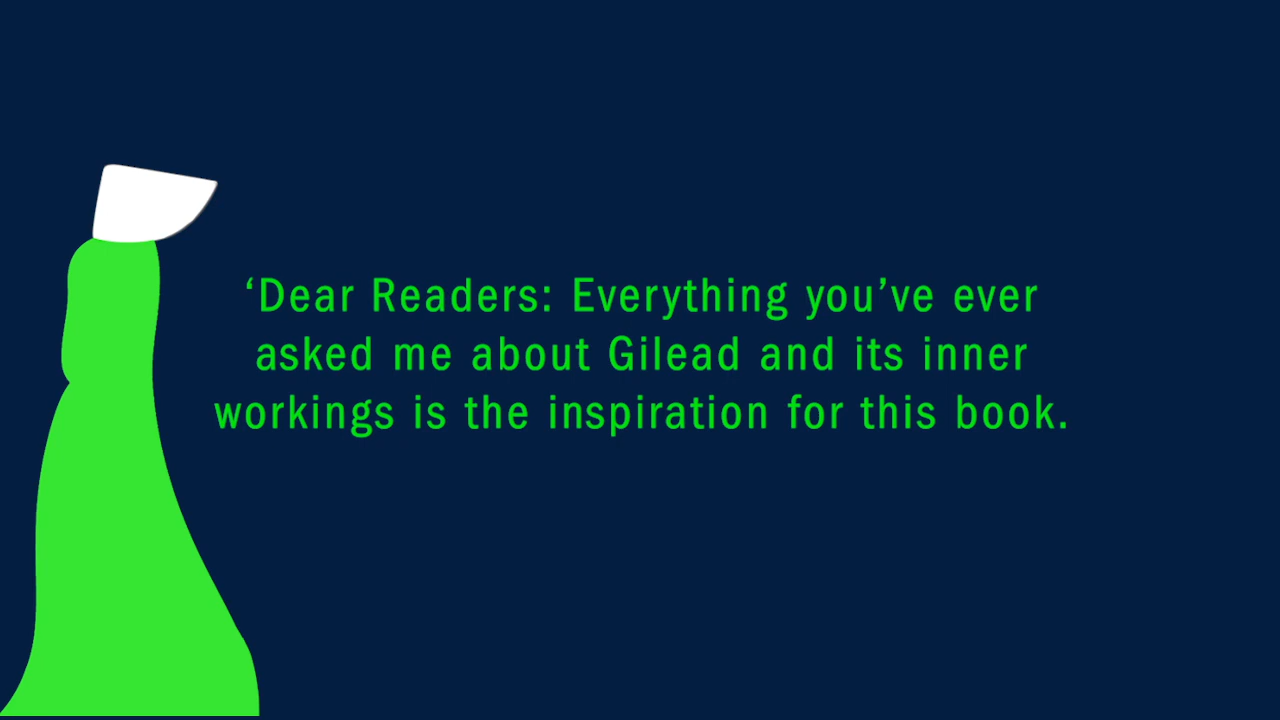 ‘Dear Readers: Everything you’ve ever
asked me about Gilead and its inner
workings is the inspiration for this book.